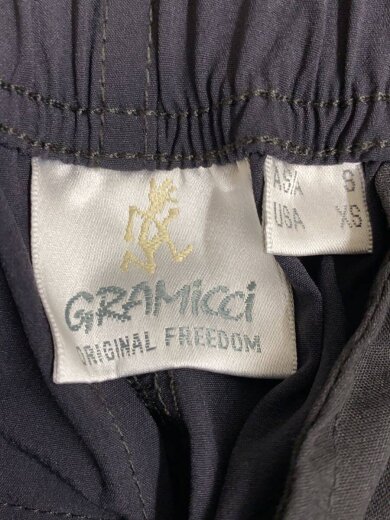 GRAMiCCi
ORIGINAL FREEDOM
ASIA S
USA XS